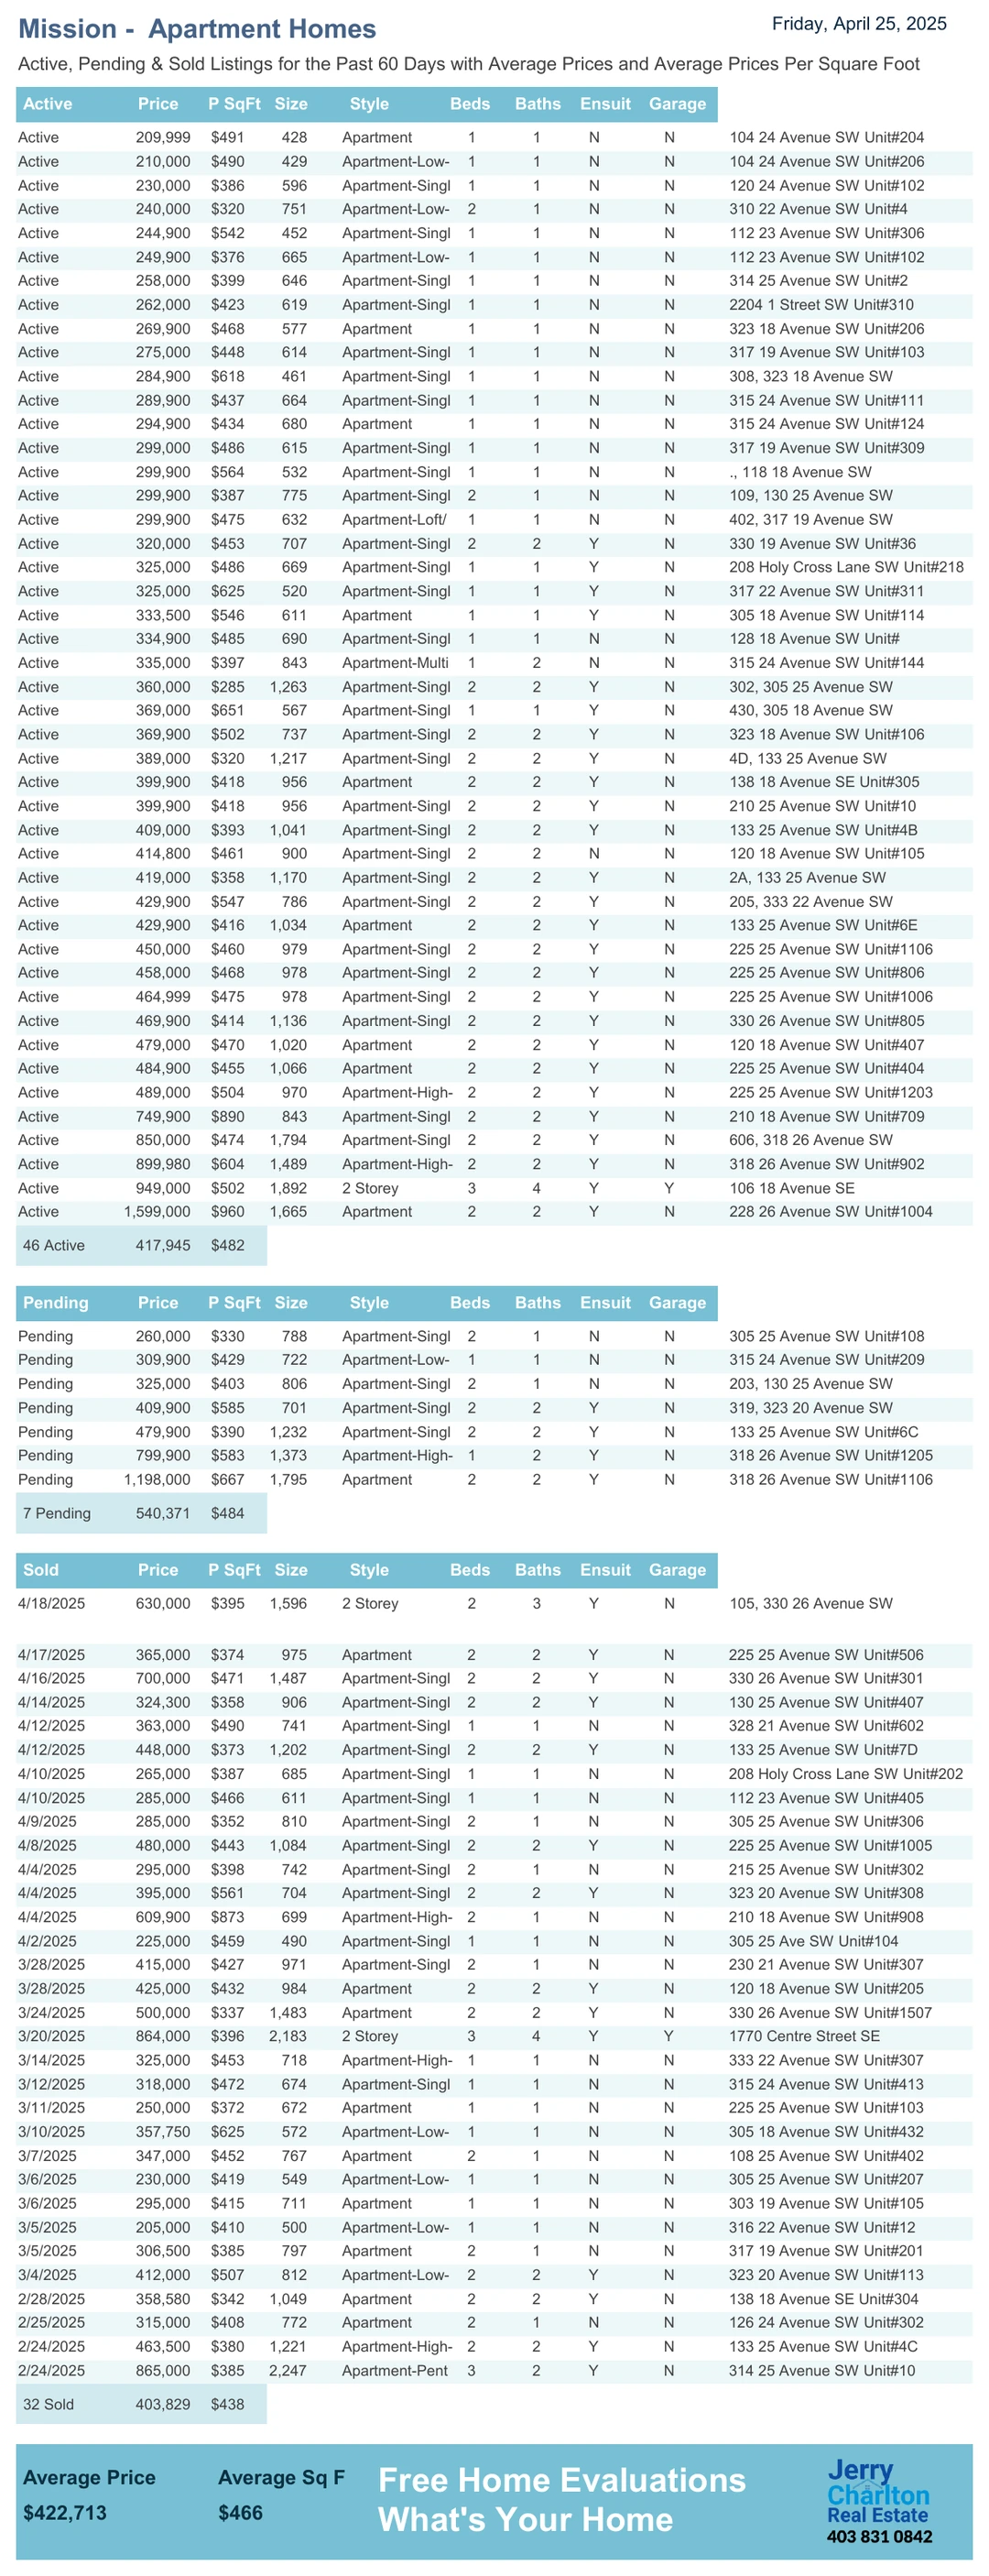 Mission -  Apartment Homes
Friday, April 25, 2025
Active, Pending & Sold Listings for the Past 60 Days with Average Prices and Average Prices Per Square Foot
Active Price P SqFt Size Style Beds Baths Ensuit Garage
Active 209,999 $491 428 Apartment 1 1 N N 104 24 Avenue SW Unit#204
Active 210,000 $490 429 Apartment-Low- 1 1 N N 104 24 Avenue SW Unit#206
Active 230,000 $386 596 Apartment-Singl 1 1 N N 120 24 Avenue SW Unit#102
Active 240,000 $320 751 Apartment-Low- 2 1 N N 310 22 Avenue SW Unit#4
Active 244,900 $542 452 Apartment-Singl 1 1 N N 112 23 Avenue SW Unit#306
Active 249,900 $376 665 Apartment-Low- 1 1 N N 112 23 Avenue SW Unit#102
Active 258,000 $399 646 Apartment-Singl 1 1 N N 314 25 Avenue SW Unit#2
Active 262,000 $423 619 Apartment-Singl 1 1 N N 2204 1 Street SW Unit#310
Active 269,900 $468 577 Apartment 1 1 N N 323 18 Avenue SW Unit#206
Active 275,000 $448 614 Apartment-Singl 1 1 N N 317 19 Avenue SW Unit#103
Active 284,900 $618 461 Apartment-Singl 1 1 N N 308, 323 18 Avenue SW
Active 289,900 $437 664 Apartment-Singl 1 1 N N 315 24 Avenue SW Unit#111
Active 294,900 $434 680 Apartment 1 1 N N 315 24 Avenue SW Unit#124
Active 299,000 $486 615 Apartment-Singl 1 1 N N 317 19 Avenue SW Unit#309
Active 299,900 $564 532 Apartment-Singl 1 1 N N ., 118 18 Avenue SW
Active 299,900 $387 775 Apartment-Singl 2 1 N N 109, 130 25 Avenue SW
Active 299,900 $475 632 Apartment-Loft/ 1 1 N N 402, 317 19 Avenue SW
Active 320,000 $453 707 Apartment-Singl 2 2 Y N 330 19 Avenue SW Unit#36
Active 325,000 $486 669 Apartment-Singl 1 1 Y N 208 Holy Cross Lane SW Unit#218
Active 325,000 $625 520 Apartment-Singl 1 1 Y N 317 22 Avenue SW Unit#311
Active 333,500 $546 611 Apartment 1 1 Y N 305 18 Avenue SW Unit#114
Active 334,900 $485 690 Apartment-Singl 1 1 N N 128 18 Avenue SW Unit#
Active 335,000 $397 843 Apartment-Multi 1 2 N N 315 24 Avenue SW Unit#144
Active 360,000 $285 1,263 Apartment-Singl 2 2 Y N 302, 305 25 Avenue SW
Active 369,000 $651 567 Apartment-Singl 1 1 Y N 430, 305 18 Avenue SW
Active 369,900 $502 737 Apartment-Singl 2 2 Y N 323 18 Avenue SW Unit#106
Active 389,000 $320 1,217 Apartment-Singl 2 2 Y N 4D, 133 25 Avenue SW
Active 399,900 $418 956 Apartment 2 2 Y N 138 18 Avenue SE Unit#305
Active 399,900 $418 956 Apartment-Singl 2 2 Y N 210 25 Avenue SW Unit#10
Active 409,000 $393 1,041 Apartment-Singl 2 2 Y N 133 25 Avenue SW Unit#4B
Active 414,800 $461 900 Apartment-Singl 2 2 N N 120 18 Avenue SW Unit#105
Active 419,000 $358 1,170 Apartment-Singl 2 2 Y N 2A, 133 25 Avenue SW
Active 429,900 $547 786 Apartment-Singl 2 2 Y N 205, 333 22 Avenue SW
Active 429,900 $416 1,034 Apartment 2 2 Y N 133 25 Avenue SW Unit#6E
Active 450,000 $460 979 Apartment-Singl 2 2 Y N 225 25 Avenue SW Unit#1106
Active 458,000 $468 978 Apartment-Singl 2 2 Y N 225 25 Avenue SW Unit#806
Active 464,999 $475 978 Apartment-Singl 2 2 Y N 225 25 Avenue SW Unit#1006
Active 469,900 $414 1,136 Apartment-Singl 2 2 Y N 330 26 Avenue SW Unit#805
Active 479,000 $470 1,020 Apartment 2 2 Y N 120 18 Avenue SW Unit#407
Active 484,900 $455 1,066 Apartment 2 2 Y N 225 25 Avenue SW Unit#404
Active 489,000 $504 970 Apartment-High- 2 2 Y N 225 25 Avenue SW Unit#1203
Active 749,900 $890 843 Apartment-Singl 2 2 Y N 210 18 Avenue SW Unit#709
Active 850,000 $474 1,794 Apartment-Singl 2 2 Y N 606, 318 26 Avenue SW
Active 899,980 $604 1,489 Apartment-High- 2 2 Y N 318 26 Avenue SW Unit#902
Active 949,000 $502 1,892 2 Storey 3 4 Y Y 106 18 Avenue SE
Active 1,599,000 $960 1,665 Apartment 2 2 Y N 228 26 Avenue SW Unit#1004
46 Active 417,945 $482
Pending Price P SqFt Size Style Beds Baths Ensuit Garage
Pending 260,000 $330 788 Apartment-Singl 2 1 N N 305 25 Avenue SW Unit#108
Pending 309,900 $429 722 Apartment-Low- 1 1 N N 315 24 Avenue SW Unit#209
Pending 325,000 $403 806 Apartment-Singl 2 1 N N 203, 130 25 Avenue SW
Pending 409,900 $585 701 Apartment-Singl 2 2 Y N 319, 323 20 Avenue SW
Pending 479,900 $390 1,232 Apartment-Singl 2 2 Y N 133 25 Avenue SW Unit#6C
Pending 799,900 $583 1,373 Apartment-High- 1 2 Y N 318 26 Avenue SW Unit#1205
Pending 1,198,000 $667 1,795 Apartment 2 2 Y N 318 26 Avenue SW Unit#1106
7 Pending 540,371 $484
Sold Price P SqFt Size Style Beds Baths Ensuit Garage
4/18/2025 630,000 $395 1,596 2 Storey 2 3 Y N 105, 330 26 Avenue SW
4/17/2025 365,000 $374 975 Apartment 2 2 Y N 225 25 Avenue SW Unit#506
4/16/2025 700,000 $471 1,487 Apartment-Singl 2 2 Y N 330 26 Avenue SW Unit#301
4/14/2025 324,300 $358 906 Apartment-Singl 2 2 Y N 130 25 Avenue SW Unit#407
4/12/2025 363,000 $490 741 Apartment-Singl 1 1 N N 328 21 Avenue SW Unit#602
4/12/2025 448,000 $373 1,202 Apartment-Singl 2 2 Y N 133 25 Avenue SW Unit#7D
4/10/2025 265,000 $387 685 Apartment-Singl 1 1 N N 208 Holy Cross Lane SW Unit#202
4/10/2025 285,000 $466 611 Apartment-Singl 1 1 N N 112 23 Avenue SW Unit#405
4/9/2025 285,000 $352 810 Apartment-Singl 2 1 N N 305 25 Avenue SW Unit#306
4/8/2025 480,000 $443 1,084 Apartment-Singl 2 2 Y N 225 25 Avenue SW Unit#1005
4/4/2025 295,000 $398 742 Apartment-Singl 2 1 N N 215 25 Avenue SW Unit#302
4/4/2025 395,000 $561 704 Apartment-Singl 2 2 Y N 323 20 Avenue SW Unit#308
4/4/2025 609,900 $873 699 Apartment-High- 2 1 N N 210 18 Avenue SW Unit#908
4/2/2025 225,000 $459 490 Apartment-Singl 1 1 N N 305 25 Ave SW Unit#104
3/28/2025 415,000 $427 971 Apartment-Singl 2 1 N N 230 21 Avenue SW Unit#307
3/28/2025 425,000 $432 984 Apartment 2 2 Y N 120 18 Avenue SW Unit#205
3/24/2025 500,000 $337 1,483 Apartment 2 2 Y N 330 26 Avenue SW Unit#1507
3/20/2025 864,000 $396 2,183 2 Storey 3 4 Y Y 1770 Centre Street SE
3/14/2025 325,000 $453 718 Apartment-High- 1 1 N N 333 22 Avenue SW Unit#307
3/12/2025 318,000 $472 674 Apartment-Singl 1 1 N N 315 24 Avenue SW Unit#413
3/11/2025 250,000 $372 672 Apartment 1 1 N N 225 25 Avenue SW Unit#103
3/10/2025 357,750 $625 572 Apartment-Low- 1 1 N N 305 18 Avenue SW Unit#432
3/7/2025 347,000 $452 767 Apartment 2 1 N N 108 25 Avenue SW Unit#402
3/6/2025 230,000 $419 549 Apartment-Low- 1 1 N N 305 25 Avenue SW Unit#207
3/6/2025 295,000 $415 711 Apartment 1 1 N N 303 19 Avenue SW Unit#105
3/5/2025 205,000 $410 500 Apartment-Low- 1 1 N N 316 22 Avenue SW Unit#12
3/5/2025 306,500 $385 797 Apartment 2 1 N N 317 19 Avenue SW Unit#201
3/4/2025 412,000 $507 812 Apartment-Low- 2 2 Y N 323 20 Avenue SW Unit#113
2/28/2025 358,580 $342 1,049 Apartment 2 2 Y N 138 18 Avenue SE Unit#304
2/25/2025 315,000 $408 772 Apartment 2 1 N N 126 24 Avenue SW Unit#302
2/24/2025 463,500 $380 1,221 Apartment-High- 2 2 Y N 133 25 Avenue SW Unit#4C
2/24/2025 865,000 $385 2,247 Apartment-Pent 3 2 Y N 314 25 Avenue SW Unit#10
32 Sold 403,829 $438
Average Price Average Sq F
$422,713 $466
Free Home Evaluations
What's Your Home
Jerry
Charlton
Real Estate
403 831 0842